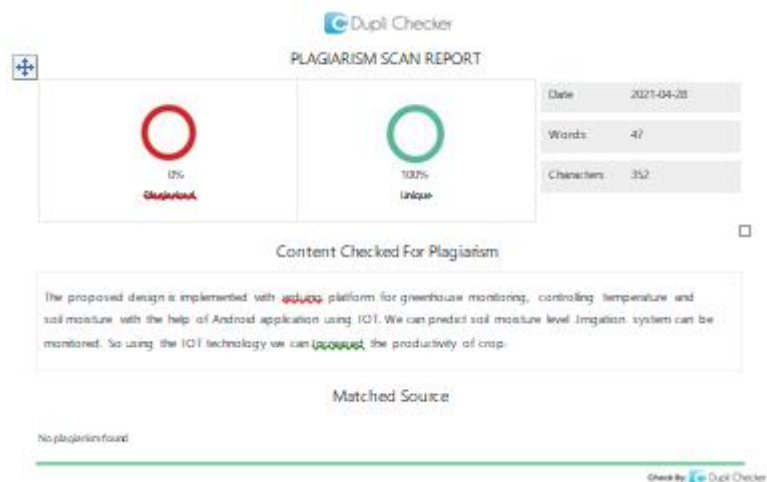 Dupli Checker
PLAGIARISM SCAN REPORT
Date 2021-04-28
Words 47
Characters 352
0% 100%
Plagiarized Unique
Content Checked For Plagiarism
The proposed design is implemented with arduino platform for greenhouse monitoring, controlling temperature and
soil moisture with the help of Android application using IOT. We can predict soil moisture level .Irrigation system can be
monitored. So using the IOT technology we can increased the productivity of crop.
Matched Source
No plagiarism found
Check By: Dupli Checker